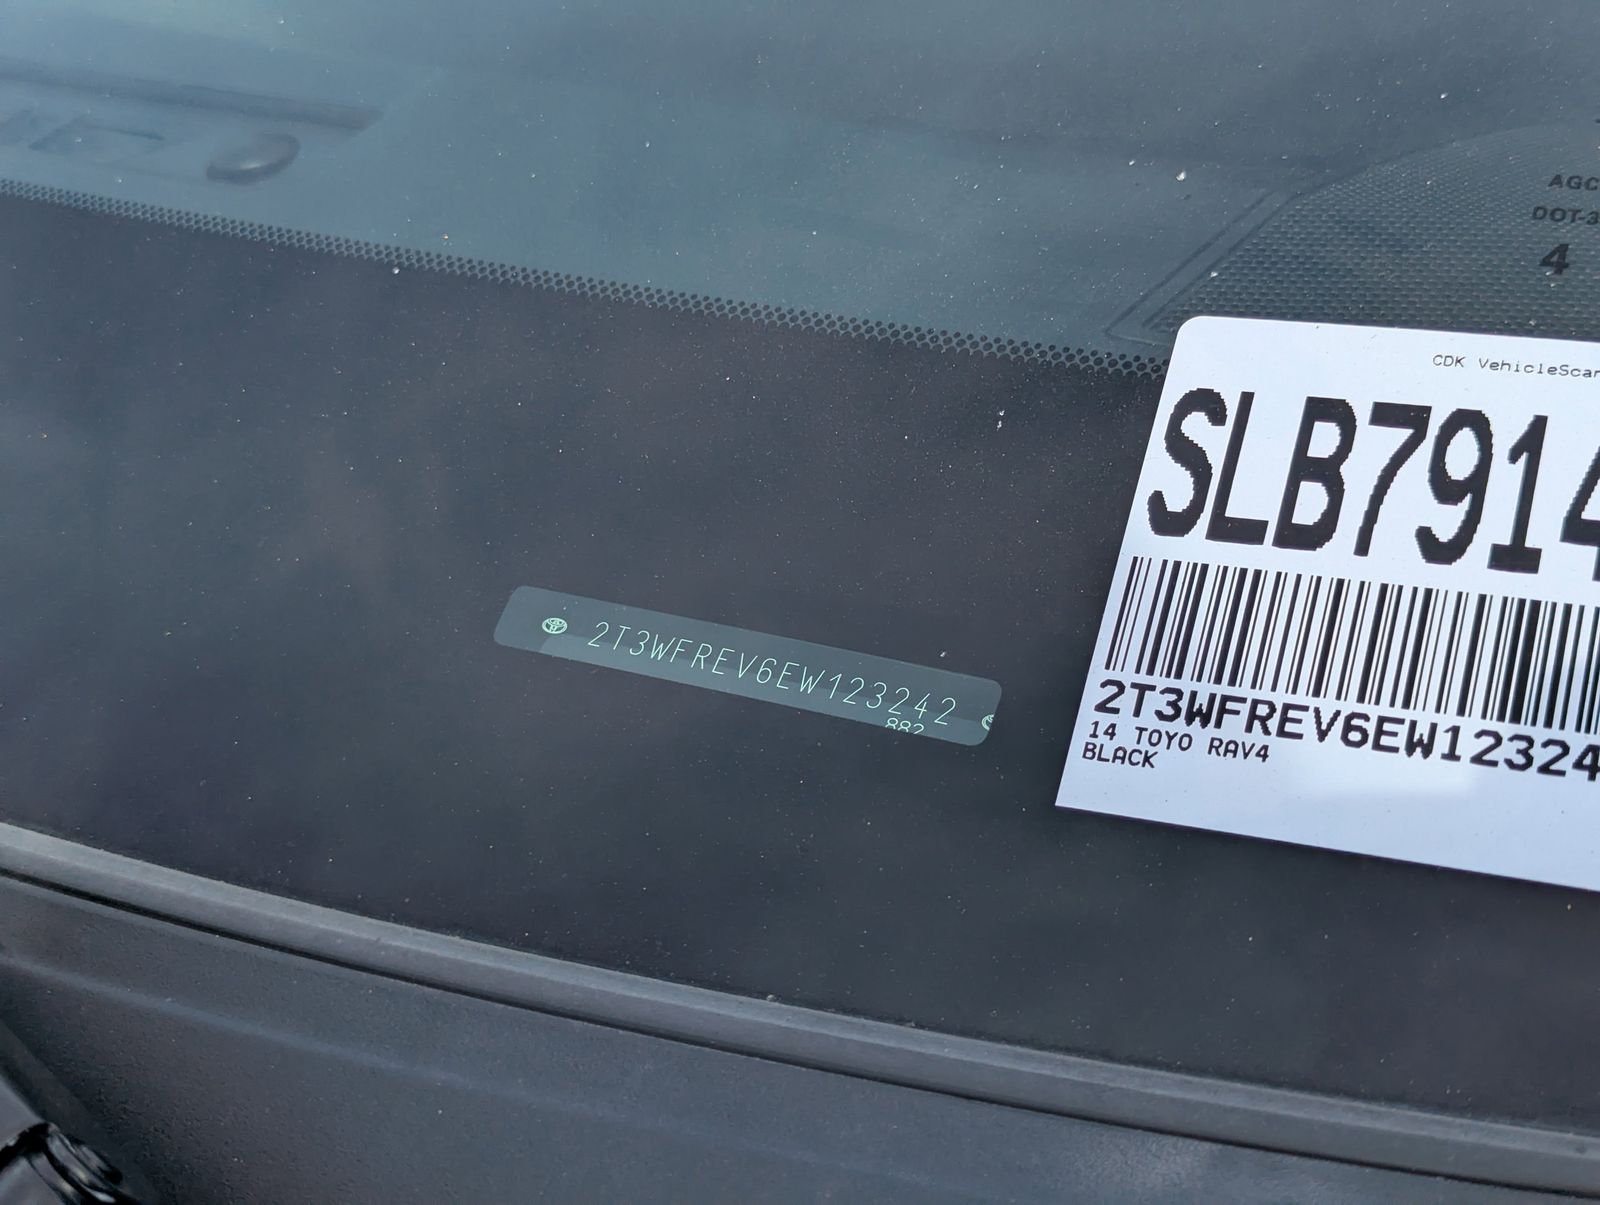 AGC
DOT-3
4
CDK VehicleScan
SLB7914
2T3WFREV6EW123242
882
2T3WFREV6EW12324
14 TOYO RAV4
BLACK